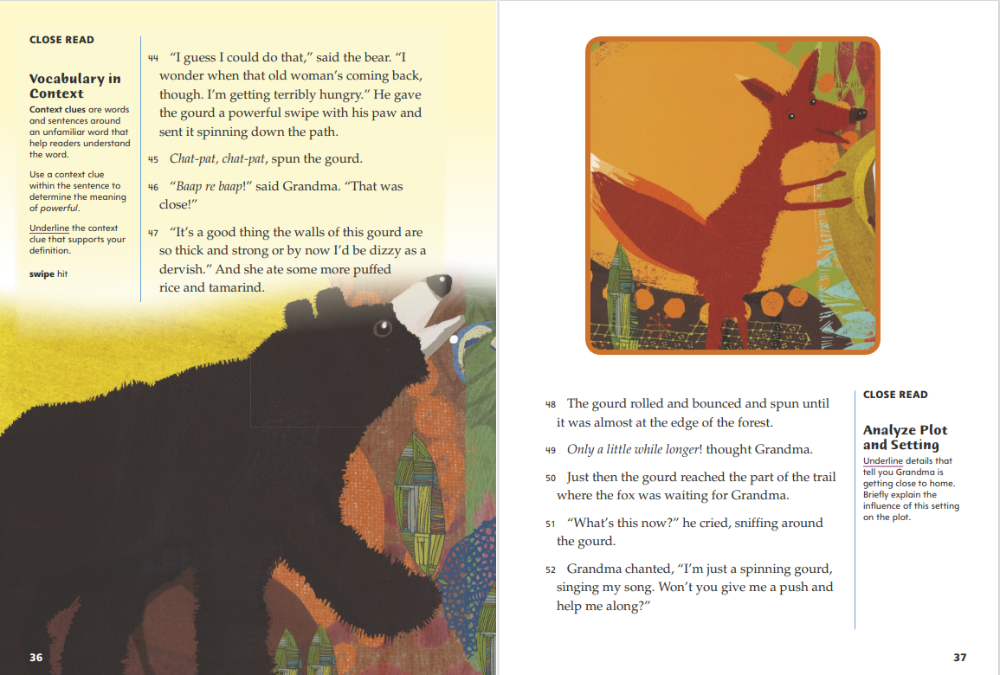 CLOSE READ
Vocabulary in
Context
Context clues are words
and sentences around
an unfamiliar word that
help readers understand
the word.
Use a context clue
within the sentence to
determine the meaning
of powerful.
Underline the context
clue that supports your
definition.
swipe hit
44 “I guess I could do that,” said the bear. “I
wonder when that old woman’s coming back,
though. I’m getting terribly hungry.” He gave
the gourd a powerful swipe with his paw and
sent it spinning down the path.
45 Chat-pat, chat-pat, spun the gourd.
46 “Baap re baap!” said Grandma. “That was
close!”
47 “It’s a good thing the walls of this gourd are
so thick and strong or by now I’d be dizzy as a
dervish.” And she ate some more puffed
rice and tamarind.
36
48 The gourd rolled and bounced and spun until
it was almost at the edge of the forest.
49 Only a little while longer! thought Grandma.
50 Just then the gourd reached the part of the trail
where the fox was waiting for Grandma.
51 “What’s this now?” he cried, sniffing around
the gourd.
52 Grandma chanted, “I’m just a spinning gourd,
singing my song. Won’t you give me a push and
help me along?”
CLOSE READ
Analyze Plot
and Setting
Underline details that
tell you Grandma is
getting close to home.
Briefly explain the
influence of this setting
on the plot.
37